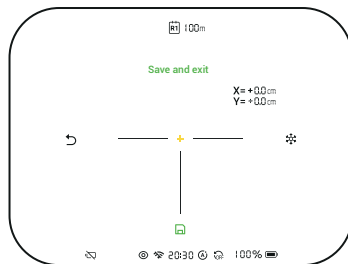 R1 100m
Save and exit
X= +0.0cm
Y= +0.0cm
20:30 A 100%